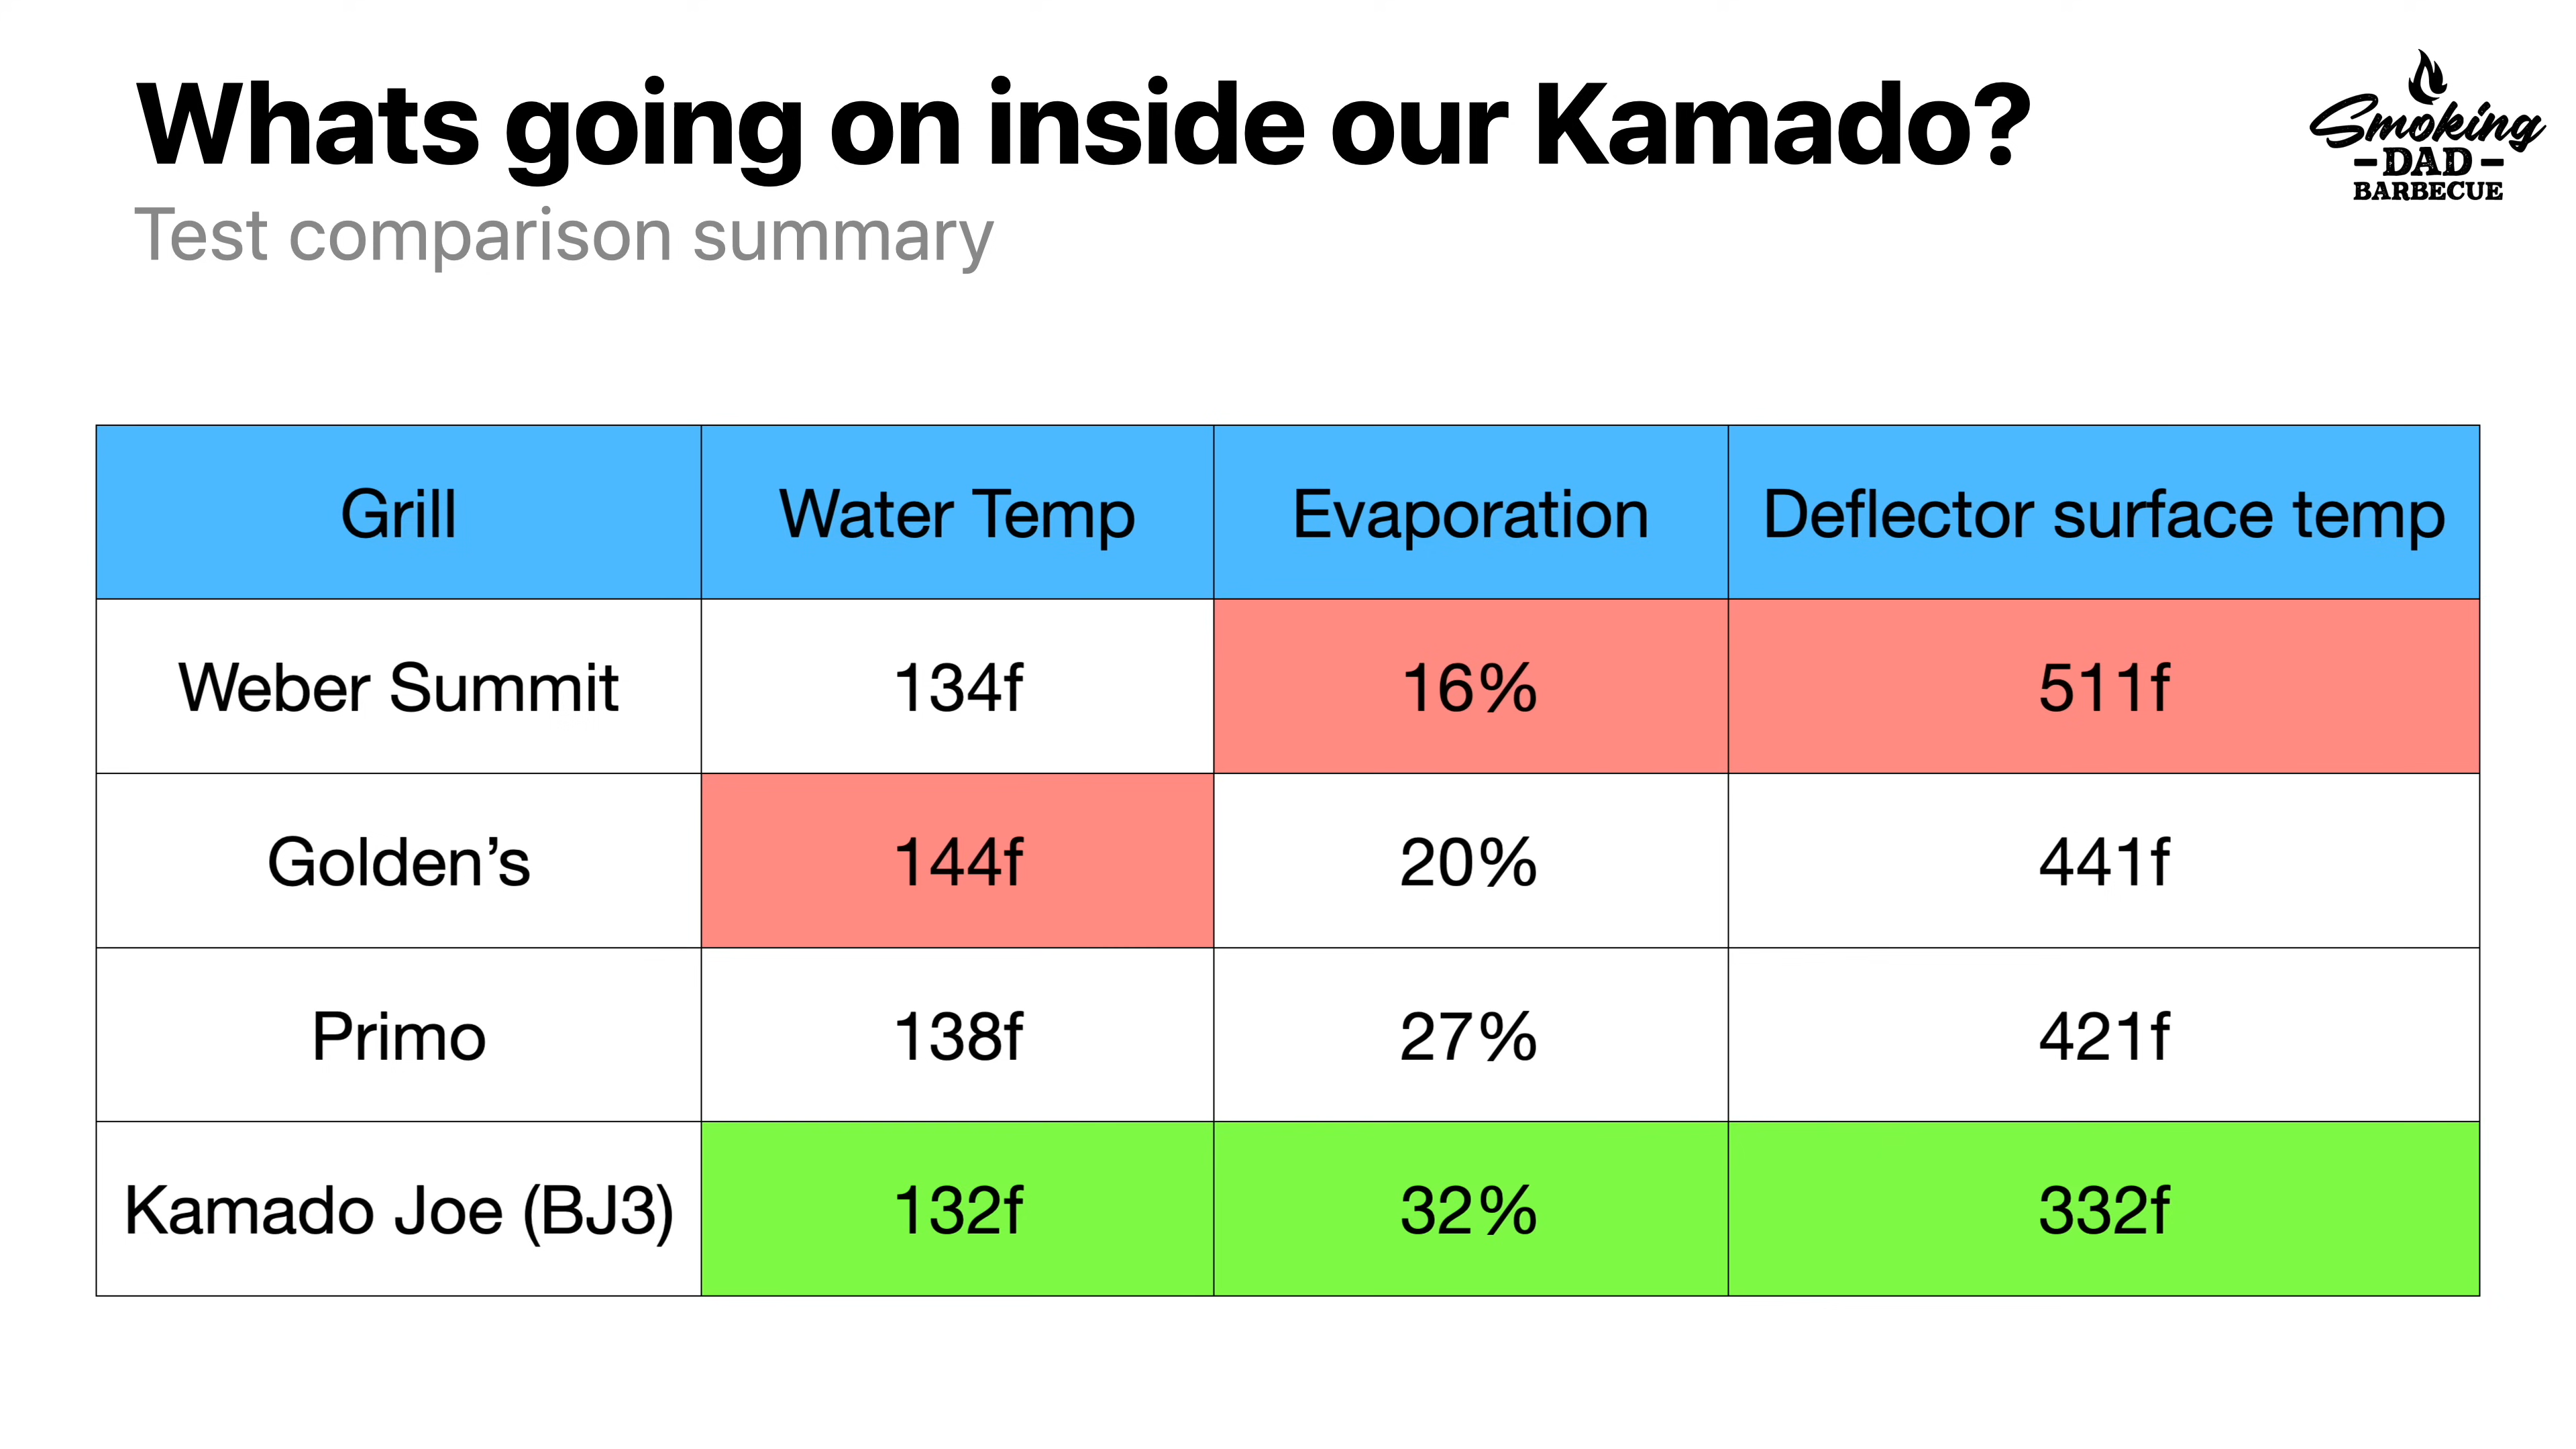 Whats going on inside our Kamado?
Test comparison summary
Smoking
DAD
BARBECUE
Grill Water Temp Evaporation Deflector surface temp
Weber Summit 134f 16% 511f
Golden’s 144f 20% 441f
Primo 138f 27% 421f
Kamado Joe (BJ3) 132f 32% 332f